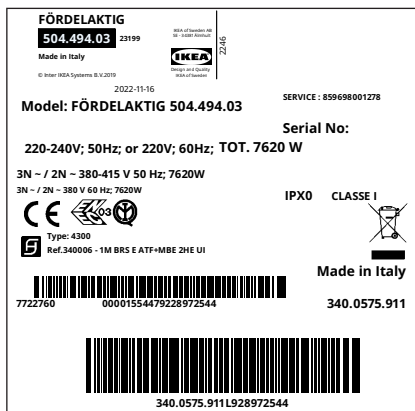 FÖRDELAKTIG
504.494.03 23199
Made in Italy
© Inter IKEA Systems B.V.2019
IKEA of Sweden AB
SE - 34381 Älmhult
IKEA
Design and Quality
IKEA of Sweden
2246
2022-11-16
Model: FÖRDELAKTIG 504.494.03
SERVICE : 859698001278
Serial No:
220-240V; 50Hz; or 220V; 60Hz; TOT. 7620 W
3N ~ / 2N ~ 380-415 V 50 Hz; 7620W
3N ~ / 2N ~ 380 V 60 Hz; 7620W
IPX0 CLASSE I
CE 03
Type: 4300
Ref.340006 - 1M BRS E ATF+MBE 2HE UI
Made in Italy
7722760 00001554479228972544 340.0575.911
340.0575.911L928972544